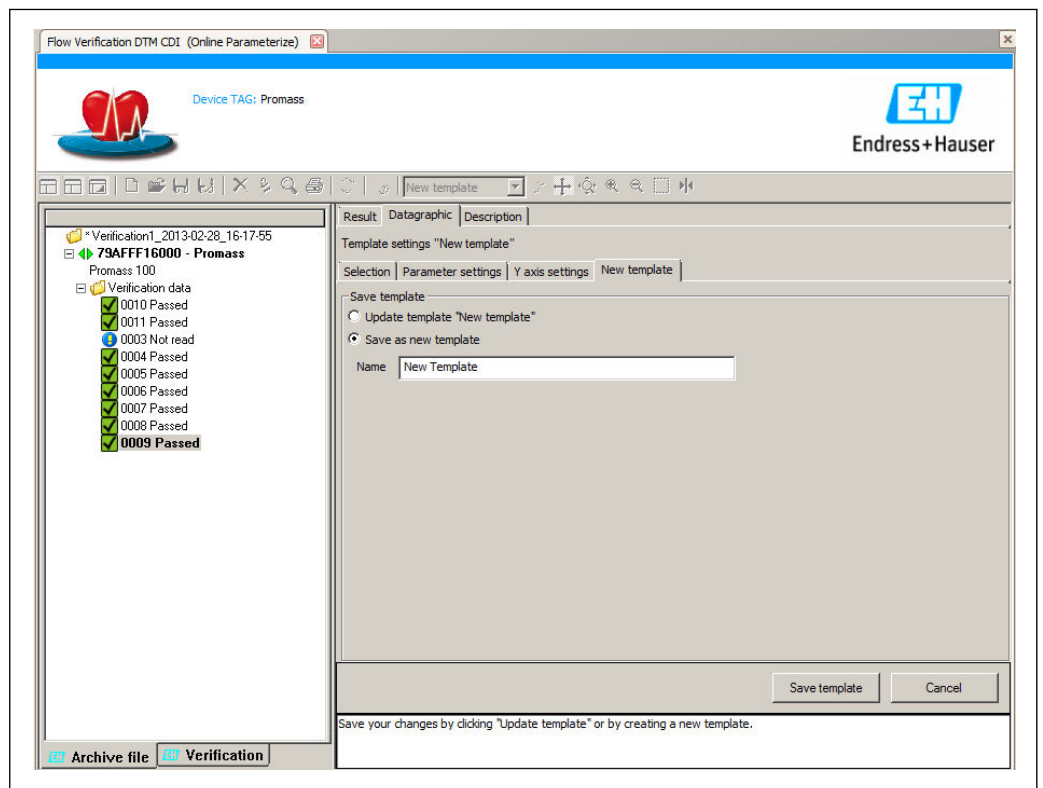 Flow Verification DTM CDI (Online Parameterize)
Device TAG: Promass
EH
Endress+Hauser
New template
Result Datagraphic Description
Template settings "New template"
Selection Parameter settings Y axis settings New template
Save template
Update template "New template"
Save as new template
Name New Template
Save template Cancel
Save your changes by clicking "Update template" or by creating a new template.
* Verification1_2013-02-28_16-17-55
79AFFF16000 - Promass
Promass 100
Verification data
0010 Passed
0011 Passed
0003 Not read
0004 Passed
0005 Passed
0006 Passed
0007 Passed
0008 Passed
0009 Passed
EH Archive file EH Verification